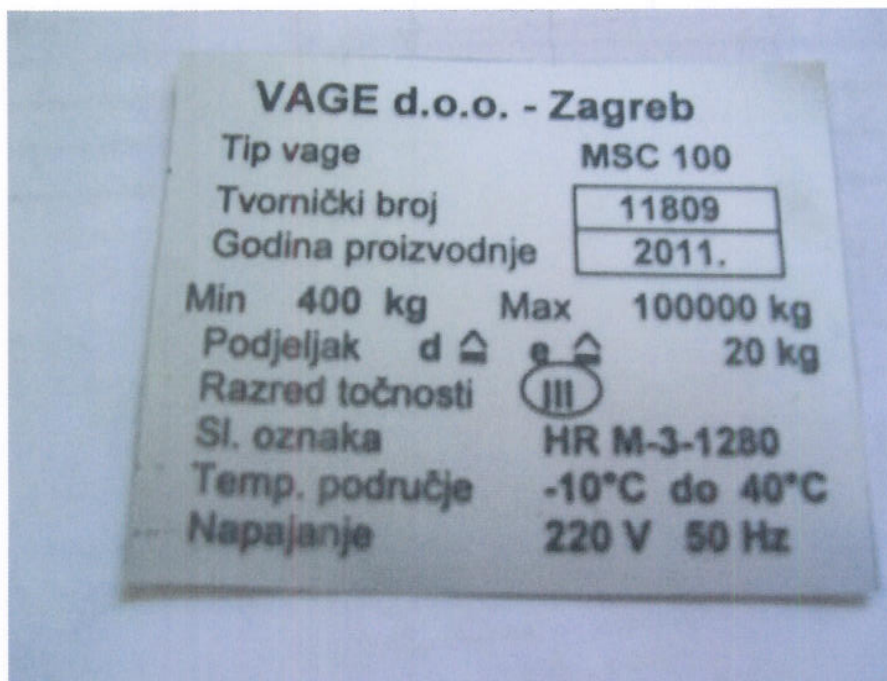 VAGE d.o.o. - Zagreb
Tip vage MSC 100
Tvornički broj 11809
Godina proizvodnje 2011.
Min 400 kg Max 100000 kg
Podjeljak d ≙ e ≙ 20 kg
Razred točnosti III
Sl. oznaka HR M-3-1280
Temp. područje -10°C do 40°C
Napajanje 220 V 50 Hz